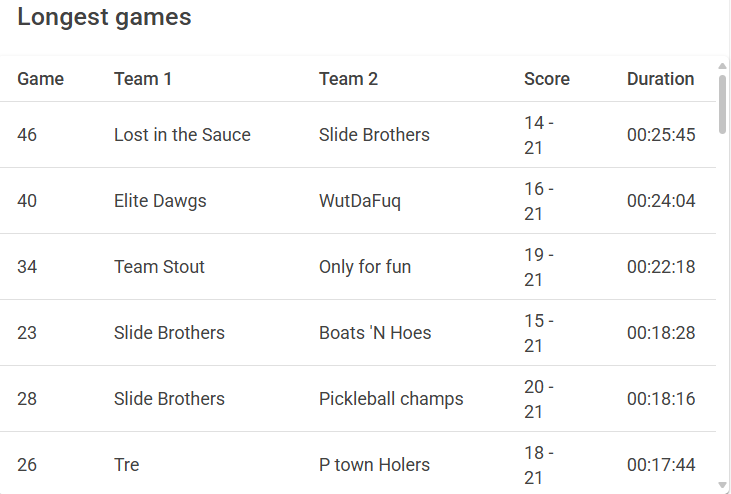 Longest games
Game Team 1 Team 2 Score Duration
46 Lost in the Sauce Slide Brothers 14 - 21 00:25:45
40 Elite Dawgs WutDaFuq 16 - 21 00:24:04
34 Team Stout Only for fun 19 - 21 00:22:18
23 Slide Brothers Boats 'N Hoes 15 - 21 00:18:28
28 Slide Brothers Pickleball champs 20 - 21 00:18:16
26 Tre P town Holers 18 - 21 00:17:44